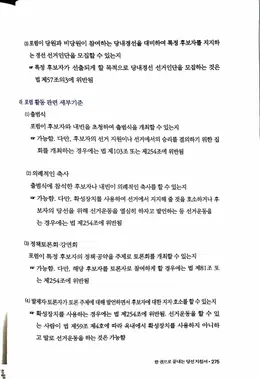 (3) 포럼이 당원과 비당원이 참여하는 당내경선을 대비하여 특정 후보자를 지지하
는 경선 선거인단을 모집할 수 있는지
☞ 특정 후보자가 선출되게 할 목적으로 당내경선 선거인단을 모집하는 것은
법 제57조의3에 위반됨
4) 포럼 활동 관련 세부기준
(1) 출범식
포럼이 후보자와 내빈을 초청하여 출범식을 개최할 수 있는지
☞ 가능함. 다만, 후보자의 선거 지원이나 선거에서의 승리를 결의하기 위한 집
회를 개최하는 경우에는 법 제103조 또는 제254조에 위반됨
(2) 의례적인 축사
출범식에 참석한 후보자나 내빈이 의례적인 축사를 할 수 있는지
☞ 가능함. 다만, 확성장치를 사용하여 선거에서 지지해 줄 것을 호소하거나 후
보자의 당선을 위해 선거운동을 열심히 하자고 발언하는 등 선거운동을
하는 경우에는 법 제254조에 위반됨
(3) 정책토론회·강연회
포럼이 특정 후보자의 정책·공약을 주제로 토론회를 개최할 수 있는지
☞ 가능함. 다만, 해당 후보자를 토론자로 참여하게 할 경우에는 법 제81조 또
는 제254조에 위반됨
(4) 발제자·토론자가 토론 주제에 대해 발언하면서 후보자에 대한 지지·호소를 할 수 있는지
☞ 확성장치를 사용하는 경우에는 법 제254조에 위반됨. 선거운동을 할 수 있
는 사람이 법 제59조 제4호에 따라 옥내에서 확성장치를 사용하지 아니하
고 말로 선거운동을 하는 것은 가능함
한 권으로 끝내는 당선 지침서 · 275